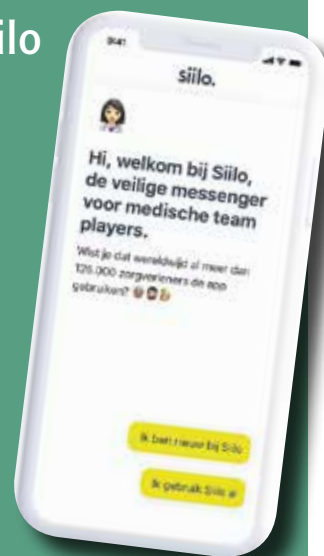 ilo
9:41
siilo.
Hi, welkom bij Siilo,
de veilige messenger
voor medische team
players.
Wist je dat wereldwijd al meer dan
125.000 zorgverleners de app
gebruiken?
Ik ben nieuw bij Siilo
Ik gebruik Siilo al